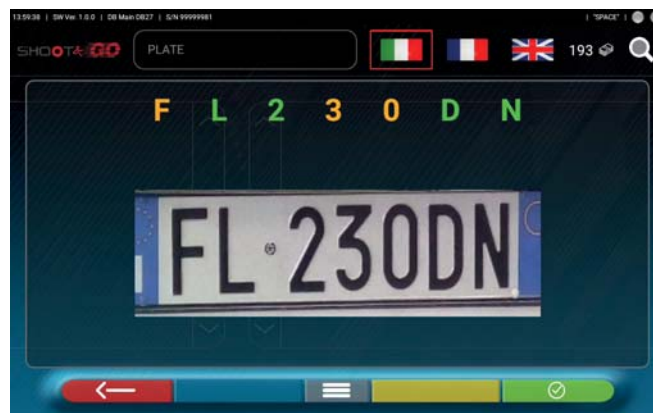 13:59:38 | SW Ver. 1.0.0 | DB Main DB27 | S/N 99999981 | "SPACE" |
SHOOT& GO PLATE 193
F L 2 3 0 D N
FL 230DN